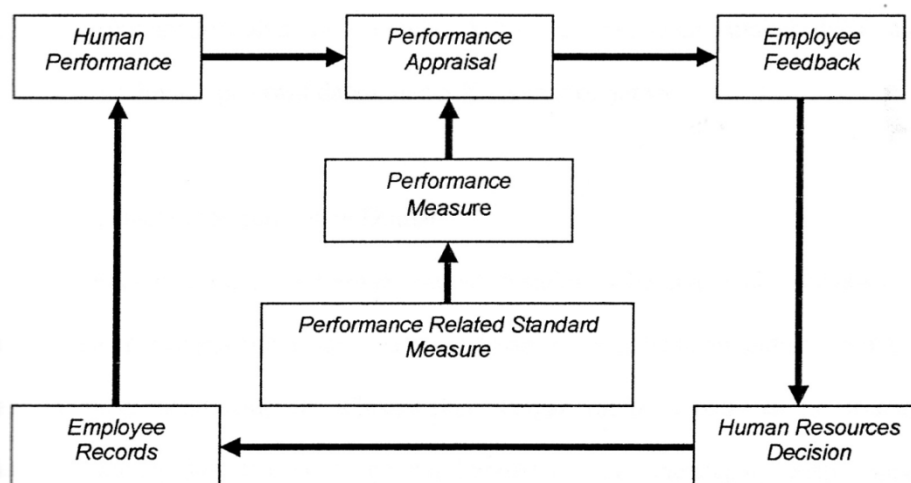 Human
Performance
Performance
Appraisal
Employee
Feedback
Performance
Measure
Performance Related Standard
Measure
Employee
Records
Human Resources
Decision